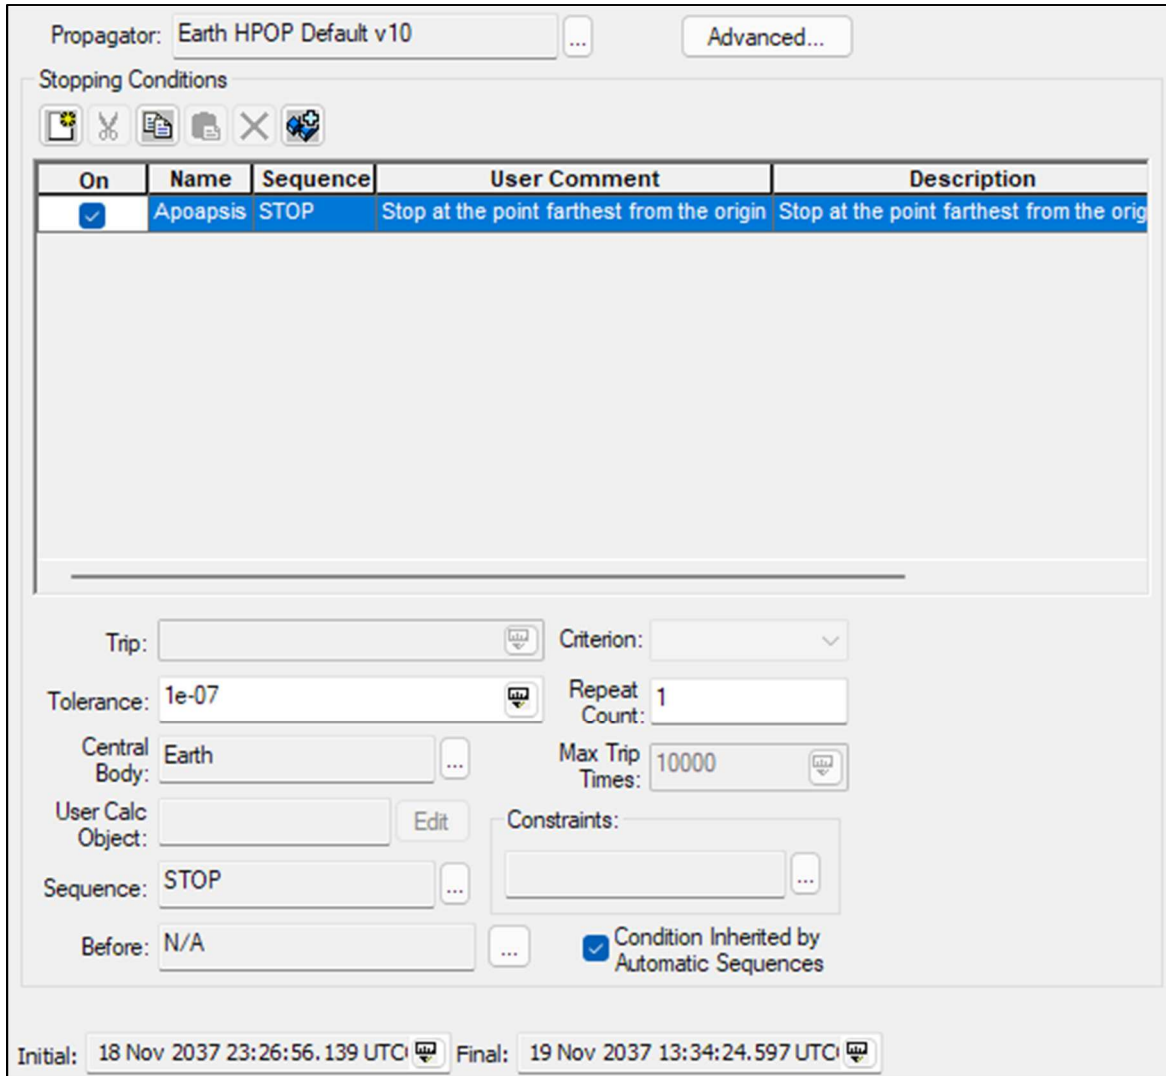 Propagator: Earth HPOP Default v10 ... Advanced...
Stopping Conditions
On Name Sequence User Comment Description
Apoapsis STOP Stop at the point farthest from the origin Stop at the point farthest from the orig
Trip: Criterion:
Tolerance: 1e-07 Repeat Count: 1
Central Body: Earth ... Max Trip Times: 10000
User Calc Object: Edit Constraints:
...
Sequence: STOP ...
Before: N/A ... Condition Inherited by
Automatic Sequences
Initial: 18 Nov 2037 23:26:56.139 UTC Final: 19 Nov 2037 13:34:24.597 UTC